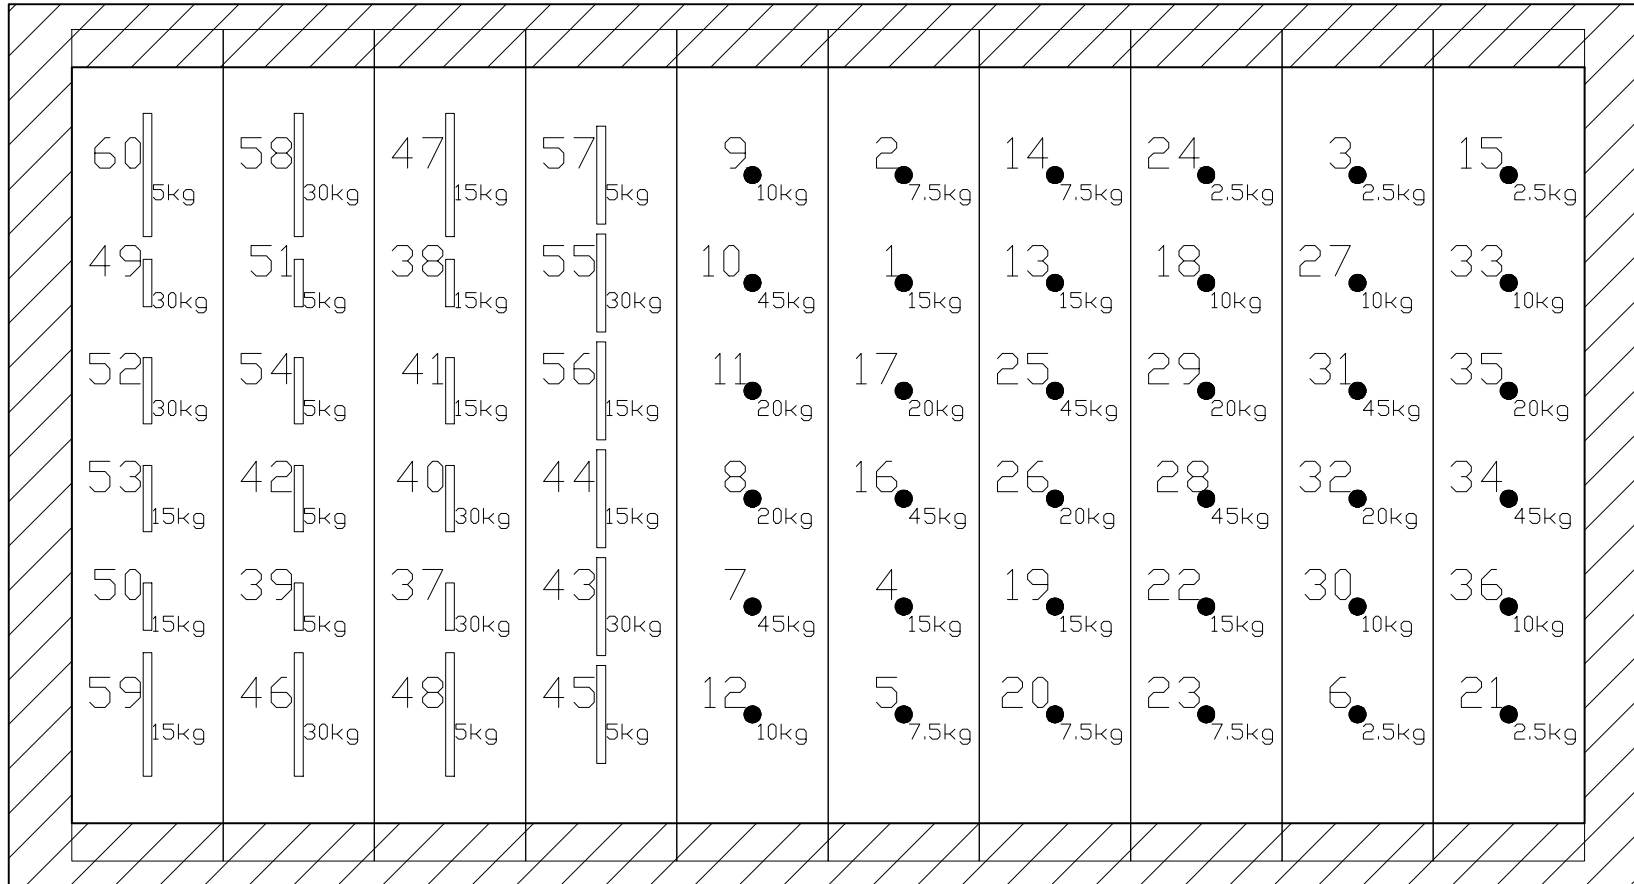 60 58 47 57 9 2 14 24 3 15
5kg 30kg 15kg 5kg 10kg 7.5kg 7.5kg 2.5kg 2.5kg 2.5kg
49 51 38 55 10 1 13 18 27 33
30kg 5kg 15kg 30kg 45kg 15kg 15kg 10kg 10kg 10kg
52 54 41 56 11 17 25 29 31 35
30kg 5kg 15kg 15kg 20kg 20kg 45kg 20kg 45kg 20kg
53 42 40 44 8 16 26 28 32 34
15kg 5kg 30kg 15kg 20kg 45kg 20kg 45kg 20kg 45kg
50 39 37 43 7 4 19 22 30 36
15kg 5kg 30kg 30kg 45kg 15kg 15kg 15kg 10kg 10kg
59 46 48 45 12 5 20 23 6 21
15kg 30kg 5kg 5kg 10kg 7.5kg 7.5kg 7.5kg 2.5kg 2.5kg